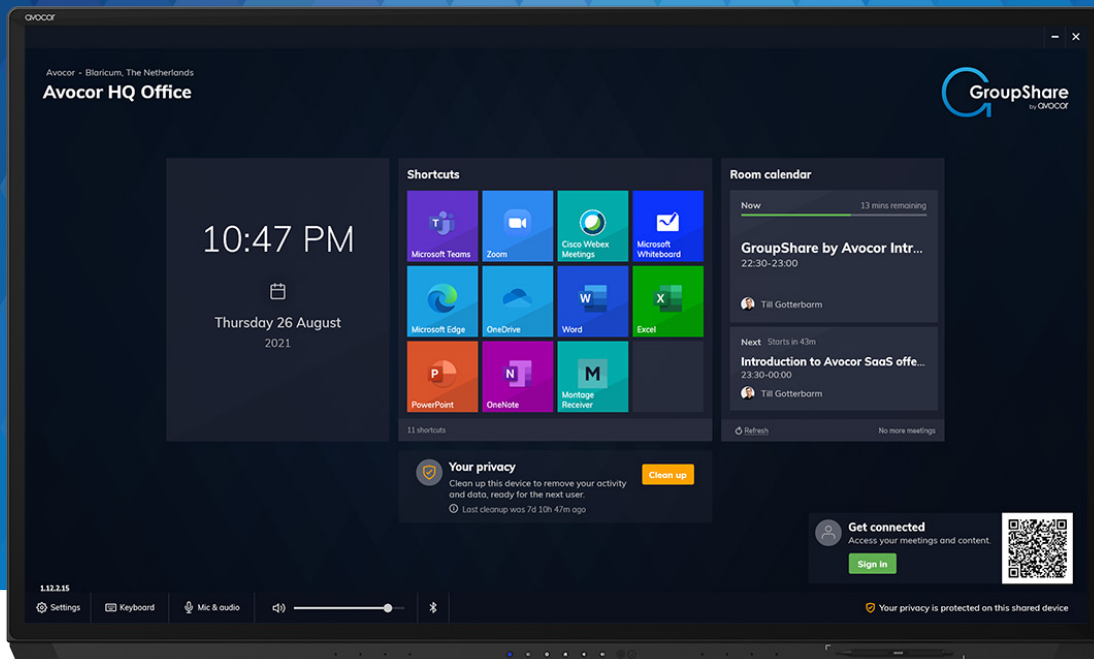 avocor
Avocor - Blaricum, The Netherlands
Avocor HQ Office
GroupShare
by avocor
10:47 PM
Thursday 26 August
2021
Shortcuts
Microsoft Teams
Zoom
Cisco Webex
Meetings
Microsoft
Whiteboard
Microsoft Edge
OneDrive
Word
Excel
PowerPoint
OneNote
M
Montage
Receiver
11 shortcuts
Room calendar
Now 13 mins remaining
GroupShare by Avocor Intr...
22:30-23:00
Till Gotterbarm
Next Starts in 43m
Introduction to Avocor SaaS offe...
23:30-00:00
Till Gotterbarm
Refresh No more meetings
Your privacy
Clean up this device to remove your activity
and data, ready for the next user.
Last cleanup was 7d 10h 47m ago
Clean up
Get connected
Access your meetings and content.
Sign in
1.12.2.15
Settings Keyboard Mic & audio
Your privacy is protected on this shared device